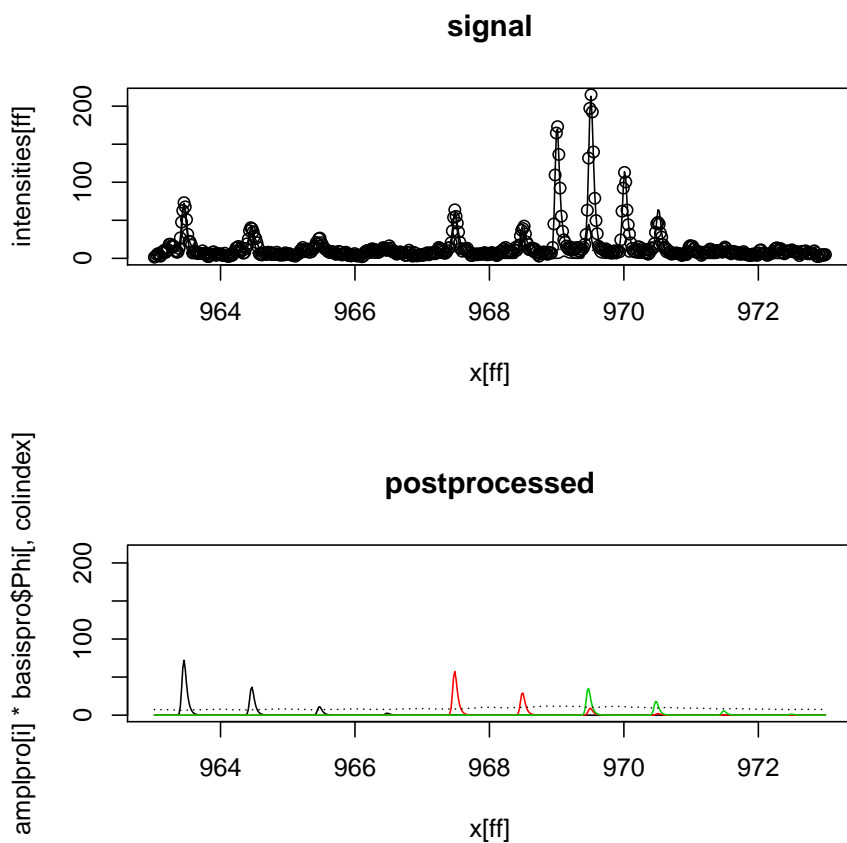 signal
intensities[ff]
200
100
0
964 966 968 970 972
x[ff]
postprocessed
amplpro[i] * basispro$Phi[, colindex]
200
100
0
964 966 968 970 972
x[ff]